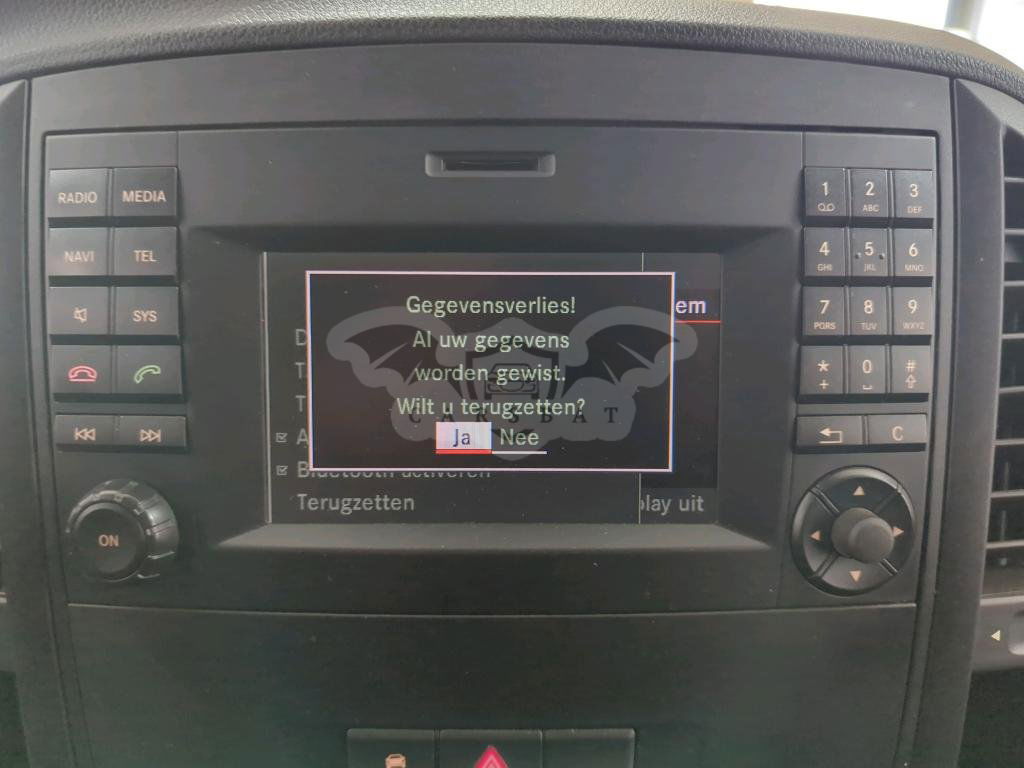 RADIO MEDIA
NAVI TEL
SYS
ON
Gegevensverlies!
Al uw gegevens
worden gewist.
Wilt u terugzetten?
Ja Nee
em
Bluetooth activeren
Terugzetten
play uit
CARSBAT
1 2 ABC 3 DEF
4 GHI 5 JKL 6 MNO
7 PQRS 8 TUV 9 WXYZ
* + 0 #
C